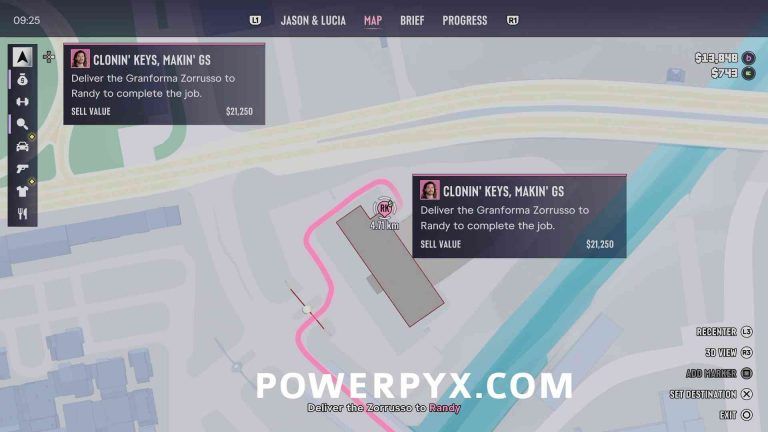 09:25
L1 JASON & LUCIA MAP BRIEF PROGRESS R1
CLONIN' KEYS, MAKIN' GS
Deliver the Granforma Zorrusso to
Randy to complete the job.
SELL VALUE $21,250
$13,848
$743
RK
4.71 km
CLONIN' KEYS, MAKIN' GS
Deliver the Granforma Zorrusso to
Randy to complete the job.
SELL VALUE $21,250
RECENTER L3
3D VIEW R3
ADD MARKER
SET DESTINATION
EXIT
POWERPYX.COM
Deliver the Zorrusso to Randy